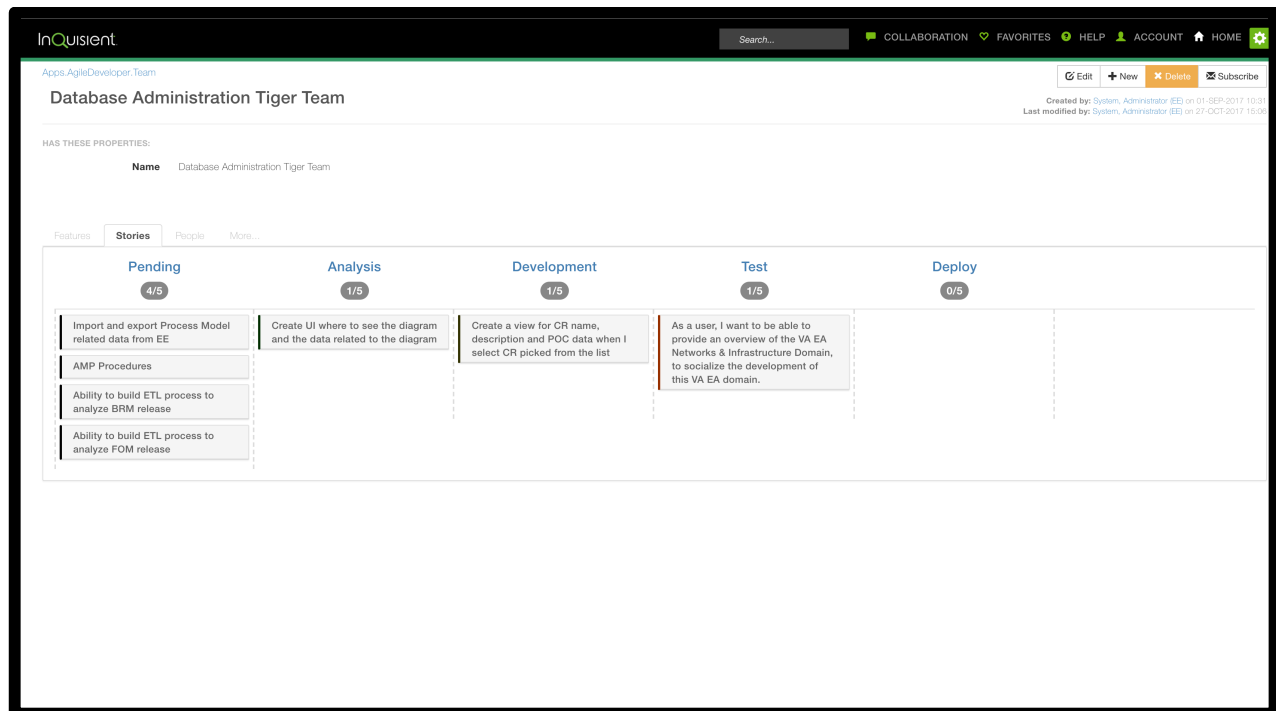 InQuisient
Search...
COLLABORATION FAVORITES HELP ACCOUNT HOME
Apps.AgileDeveloper.Team
Edit New Delete Subscribe
Database Administration Tiger Team
Created by: System, Administrator (EE) on 01-SEP-2017 10:31
Last modified by: System, Administrator (EE) on 27-OCT-2017 15:06
HAS THESE PROPERTIES:
Name Database Administration Tiger Team
Features Stories People More...
Pending Analysis Development Test Deploy
4/5 1/5 1/5 1/5 0/5
Import and export Process Model
related data from EE
AMP Procedures
Ability to build ETL process to
analyze BRM release
Ability to build ETL process to
analyze FOM release
Create UI where to see the diagram
and the data related to the diagram
Create a view for CR name,
description and POC data when I
select CR picked from the list
As a user, I want to be able to
provide an overview of the VA EA
Networks & Infrastructure Domain,
to socialize the development of
this VA EA domain.